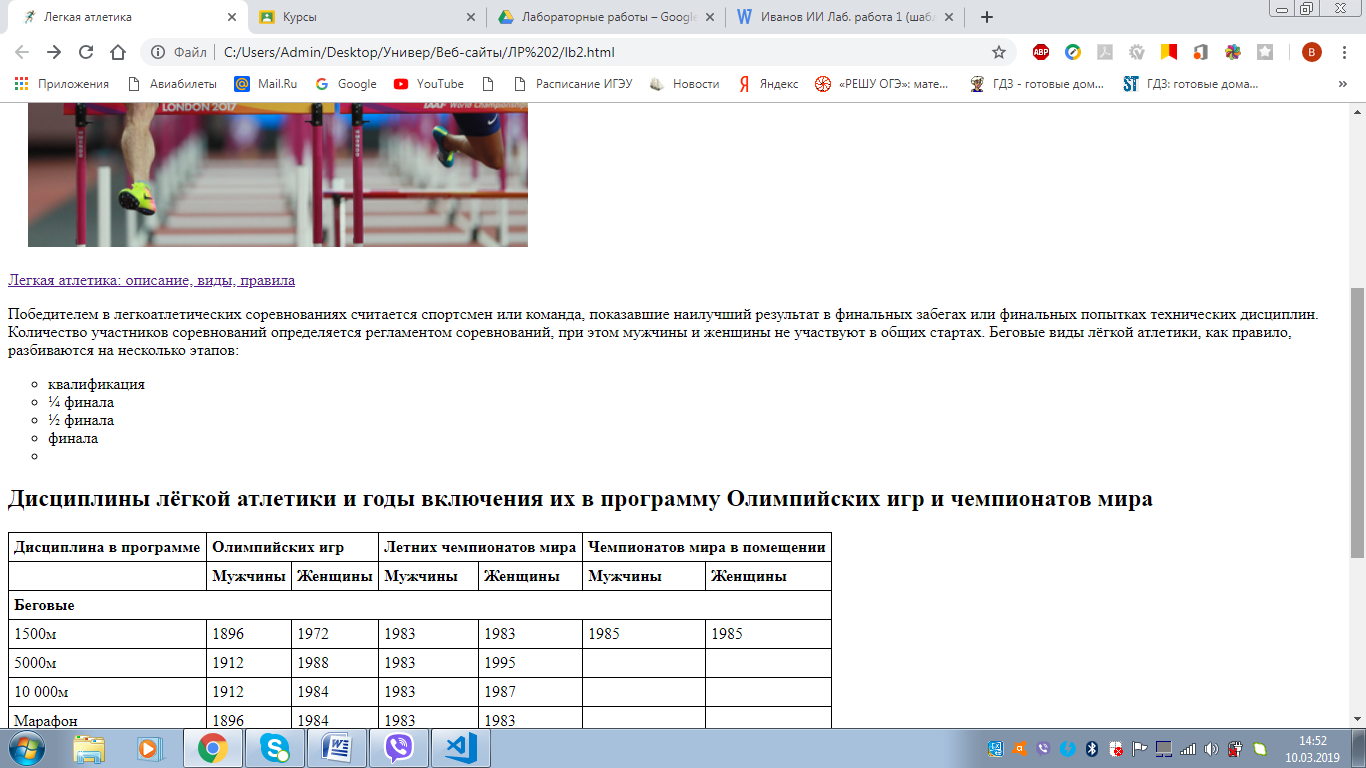 Легкая атлетика
Курсы
Лабораторные работы – Google
Иванов ИИ Лаб. работа 1 (шаб
Файл | C:/Users/Admin/Desktop/Универ/Веб-сайты/ЛР%202/lb2.html
ABP
В
Приложения Авиабилеты Mail.Ru Google YouTube Расписание ИГЭУ Новости Яндекс «РЕШУ ОГЭ»: мате... ГДЗ - готовые дом... ГДЗ: готовые дома... »
LONDON 2017
IAAF World Championships
Легкая атлетика: описание, виды, правила
Победителем в легкоатлетических соревнованиях считается спортсмен или команда, показавшие наилучший результат в финальных забегах или финальных попытках технических дисциплин.
Количество участников соревнований определяется регламентом соревнований, при этом мужчины и женщины не участвуют в общих стартах. Беговые виды лёгкой атлетики, как правило,
разбиваются на несколько этапов:
квалификация
¼ финала
½ финала
финала
Дисциплины лёгкой атлетики и годы включения их в программу Олимпийских игр и чемпионатов мира
Дисциплина в программе Олимпийских игр Летних чемпионатов мира Чемпионатов мира в помещении
Мужчины Женщины Мужчины Женщины Мужчины Женщины
Беговые
1500м 1896 1972 1983 1983 1985 1985
5000м 1912 1988 1983 1995
10 000м 1912 1984 1983 1987
Марафон 1896 1984 1983 1983
14:52
10.03.2019